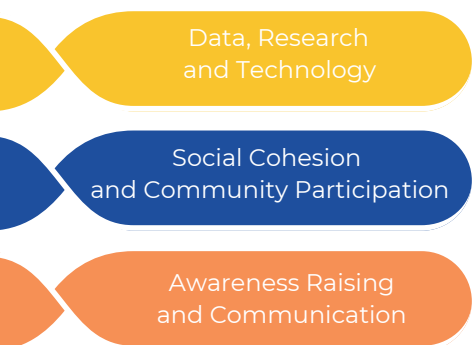 Data, Research
and Technology
Social Cohesion
and Community Participation
Awareness Raising
and Communication